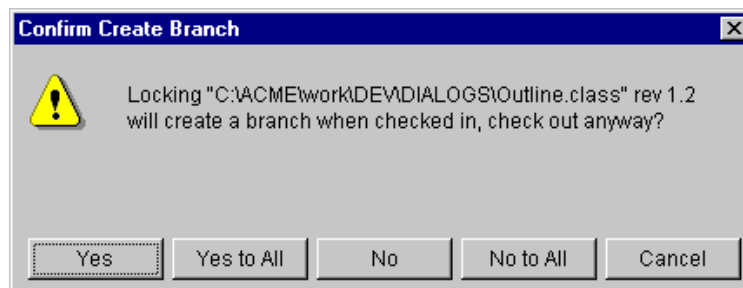 Confirm Create Branch
Locking "C:\ACME\work\DEV\DIALOGS\Outline.class" rev 1.2
will create a branch when checked in, check out anyway?
Yes
Yes to All
No
No to All
Cancel